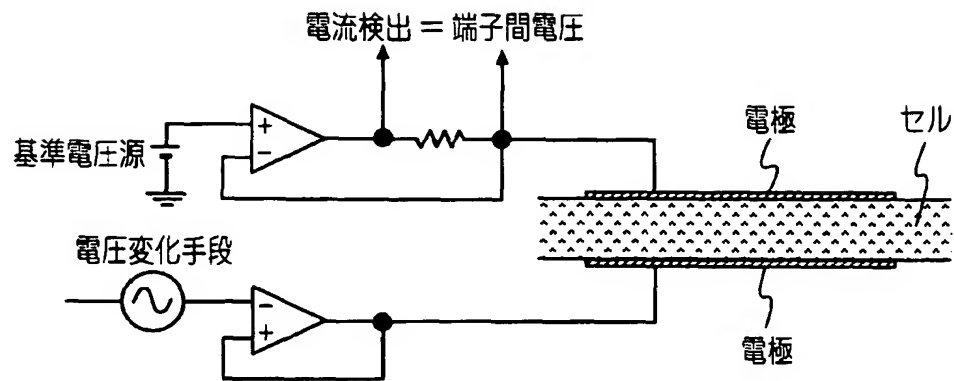 電流検出 = 端子間電圧
電極
セル
+
-
基準電圧源
電圧変化手段
-
+
電極